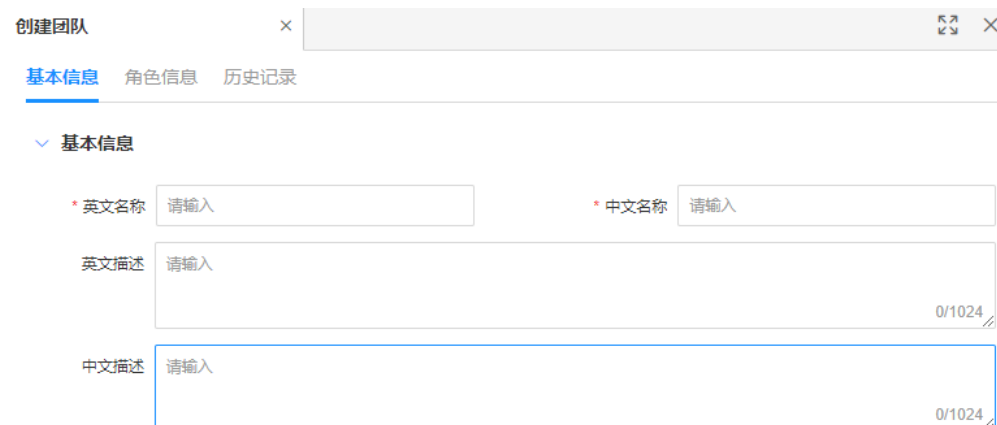 创建团队
基本信息 角色信息 历史记录
基本信息
* 英文名称 请输入 * 中文名称 请输入
英文描述 请输入
0/1024
中文描述 请输入
0/1024